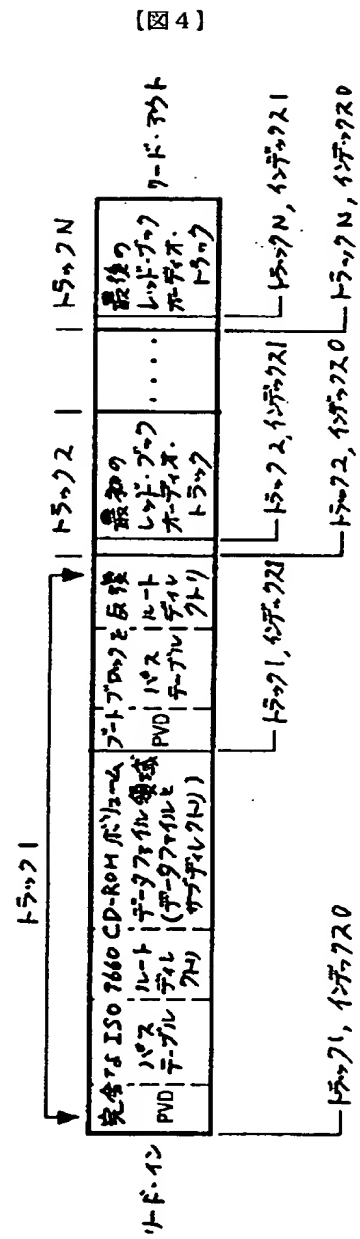 【図4】
トラック1
トラック2
トラックN
リード・イン
完全な ISO 9660 CD-ROM ボリューム
PVD
パス
テーブル
ルート
ディレ
クトリ
データファイル領域
(データファイルと
サブディレクトリ)
ブートブロックと反復
PVD
パス
テーブル
ルート
ディレ
クトリ
最初の
レッド・ブック
オーディオ・
トラック
・・・・・
最後の
レッド・ブック
オーディオ・
トラック
リード・アウト
トラック1, インデックス0
トラック1, インデックス1
トラック2, インデックス1
トラック2, インデックス0
トラックN, インデックス1
トラックN, インデックス0